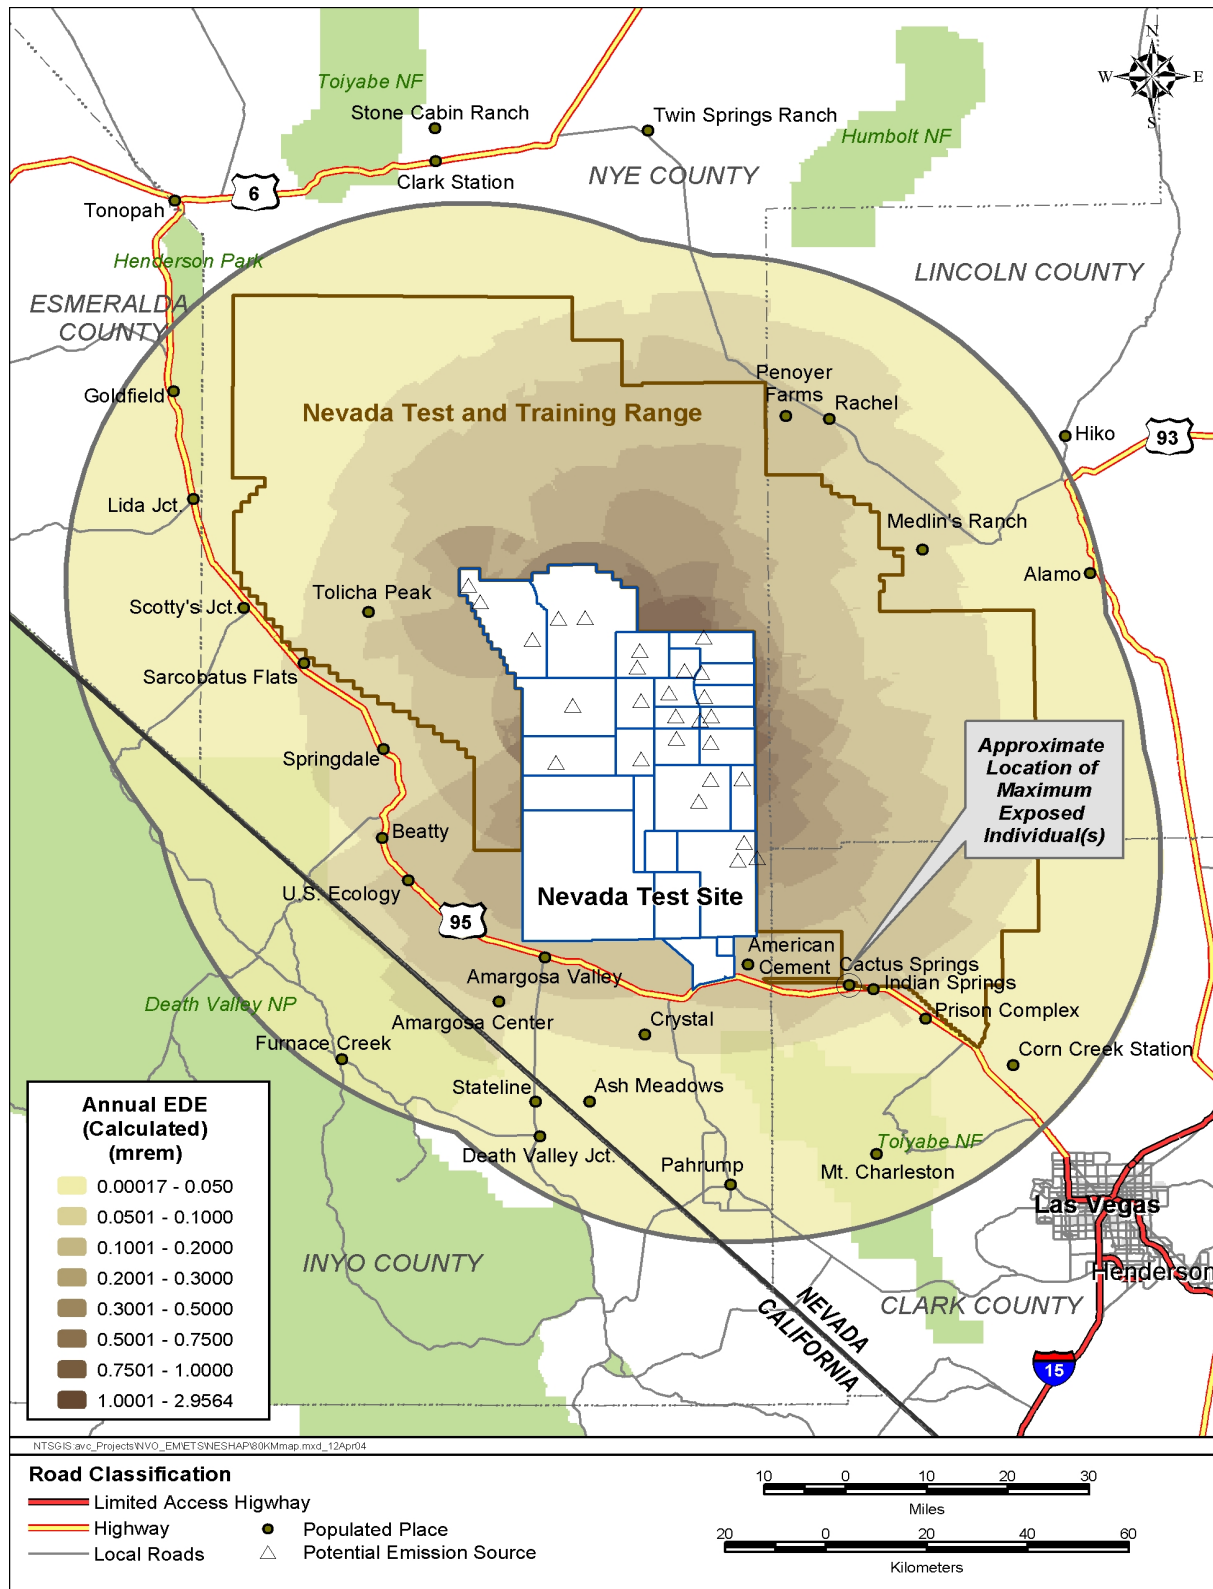 N
W
E
S
Toiyabe NF
Stone Cabin Ranch
Twin Springs Ranch
Humbolt NF
Clark Station
NYE COUNTY
6
Tonopah
Henderson Park
LINCOLN COUNTY
ESMERALDA
COUNTY
Penoyer
Farms
Goldfield
Rachel
Nevada Test and Training Range
Hiko
93
Lida Jct.
Medlin's Ranch
Alamo
Tolicha Peak
Scotty's Jct.
Sarcobatus Flats
Approximate
Location of
Maximum
Exposed
Individual(s)
Springdale
Beatty
U.S. Ecology
Nevada Test Site
95
American
Cement
Cactus Springs
Amargosa Valley
Indian Springs
Death Valley NP
Prison Complex
Amargosa Center
Crystal
Furnace Creek
Corn Creek Station
Stateline
Ash Meadows
Toiyabe NF
Death Valley Jct.
Pahrump
Mt. Charleston
Las Vegas
INYO COUNTY
Henderson
NEVADA
CALIFORNIA
CLARK COUNTY
15
Annual EDE
(Calculated)
(mrem)
0.00017 - 0.050
0.0501 - 0.1000
0.1001 - 0.2000
0.2001 - 0.3000
0.3001 - 0.5000
0.5001 - 0.7500
0.7501 - 1.0000
1.0001 - 2.9564
NTSGIS:avc_Projects\NVO_EM\ETS\NESHAP\80KMmap.mxd_12Apr04
Road Classification
Limited Access Higwhay
Highway
Local Roads
Populated Place
Potential Emission Source
10 0 10 20 30
Miles
20 0 20 40 60
Kilometers